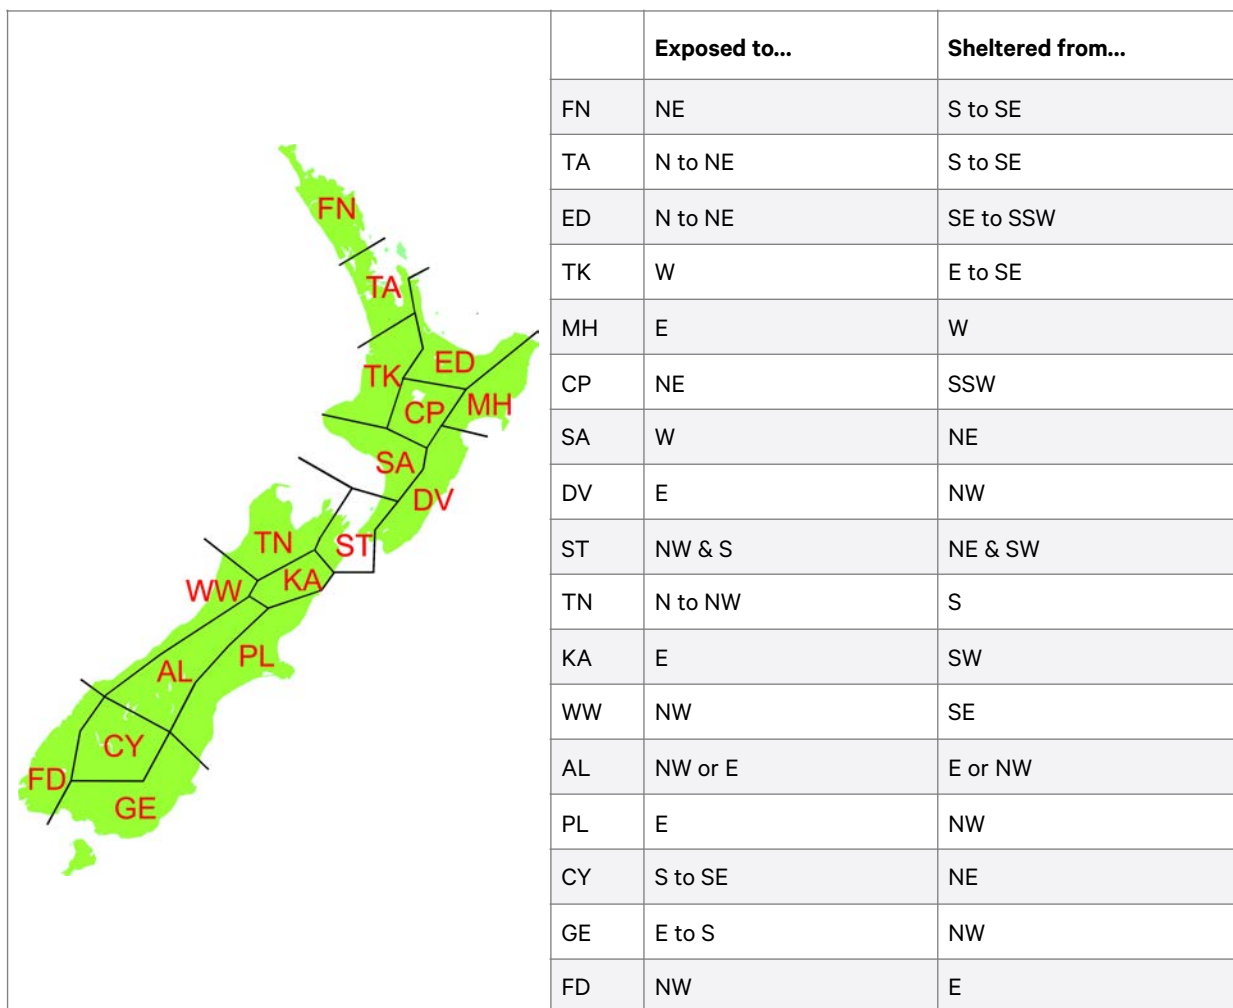 FN
TA
ED
TK
MH
CP
SA
DV
TN
ST
KA
WW
PL
AL
CY
FD
GE
Exposed to... Sheltered from...
FN NE S to SE
TA N to NE S to SE
ED N to NE SE to SSW
TK W E to SE
MH E W
CP NE SSW
SA W NE
DV E NW
ST NW & S NE & SW
TN N to NW S
KA E SW
WW NW SE
AL NW or E E or NW
PL E NW
CY S to SE NE
GE E to S NW
FD NW E